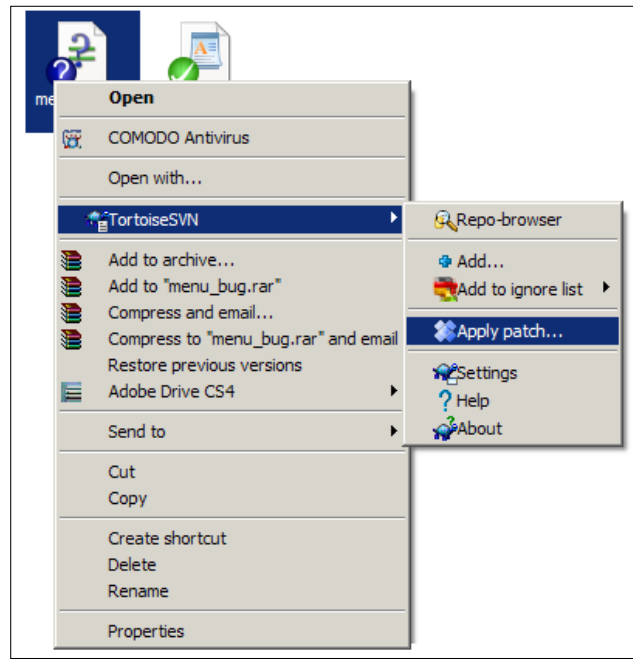 me
Open
COMODO Antivirus
Open with...
TortoiseSVN
Add to archive...
Add to "menu_bug.rar"
Compress and email...
Compress to "menu_bug.rar" and email
Restore previous versions
Adobe Drive CS4
Send to
Cut
Copy
Create shortcut
Delete
Rename
Properties
Repo-browser
Add...
Add to ignore list
Apply patch...
Settings
Help
About